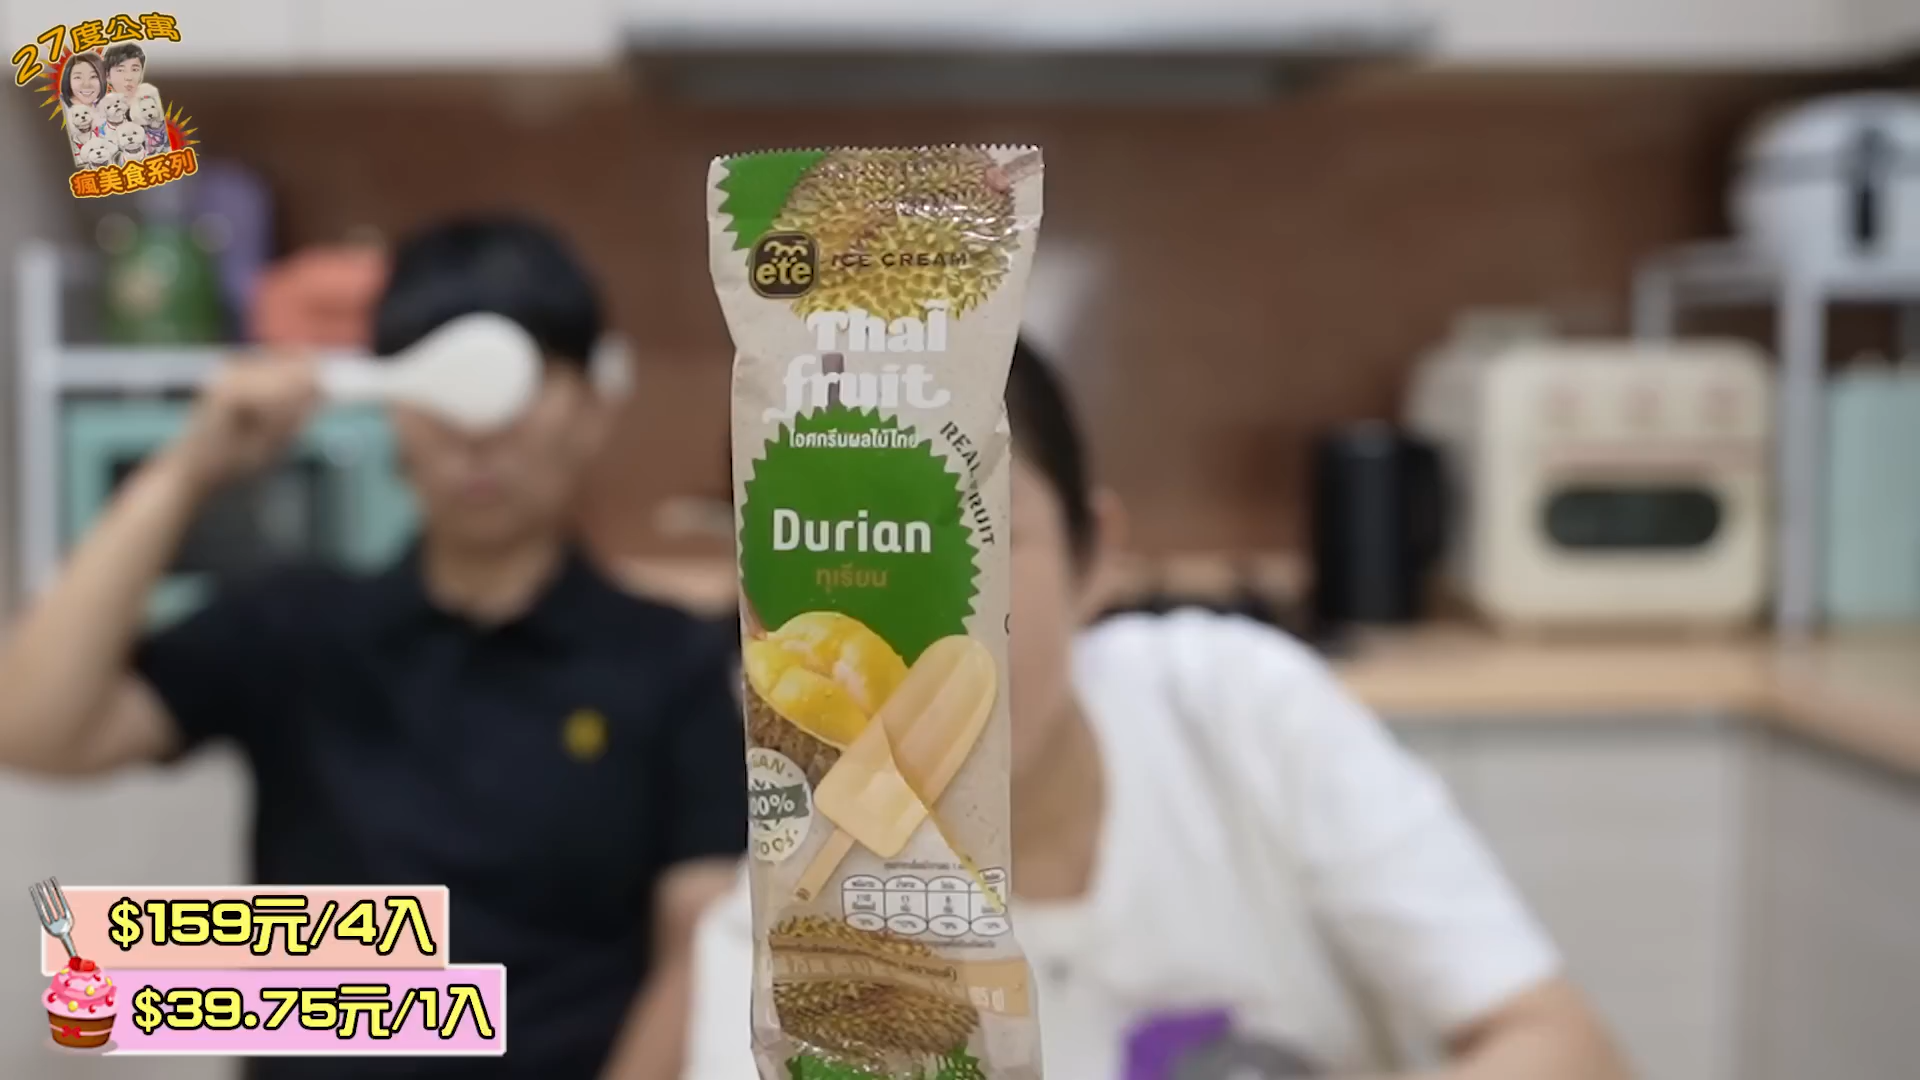 27度公寓
瘋美食系列
ete
ICE CREAM
Thai
fruit
ไอศกรีมผลไม้ไทย
REAL FRUIT
Durian
ทุเรียน
$159元/4入
$39.75元/1入